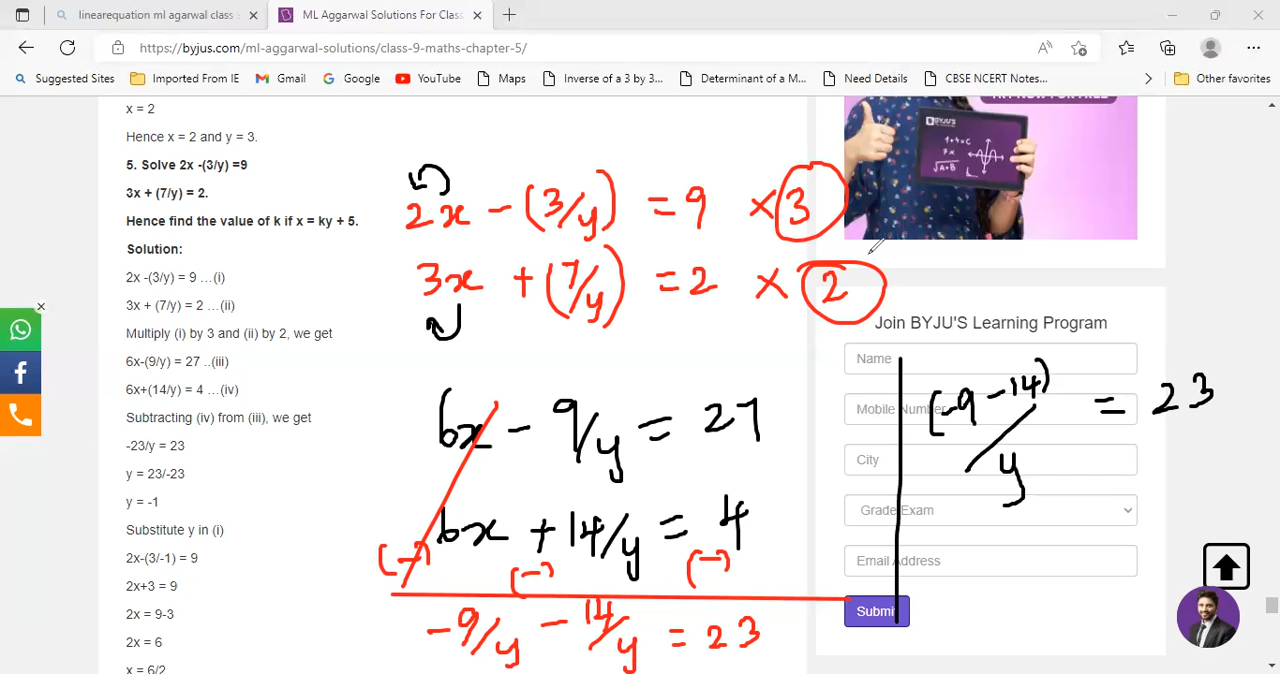 linearequation ml agarwal class
ML Aggarwal Solutions For Class
https://byjus.com/ml-aggarwal-solutions/class-9-maths-chapter-5/
Suggested Sites
Imported From IE
Gmail
Google
YouTube
Maps
Inverse of a 3 by 3...
Determinant of a M...
Need Details
CBSE NCERT Notes...
Other favorites
x = 2
Hence x = 2 and y = 3.
5. Solve 2x -(3/y) =9
3x + (7/y) = 2.
Hence find the value of k if x = ky + 5.
Solution:
2x -(3/y) = 9 ...(i)
3x + (7/y) = 2 ...(ii)
Multiply (i) by 3 and (ii) by 2, we get
6x-(9/y) = 27 ..(iii)
6x+(14/y) = 4 ...(iv)
Subtracting (iv) from (iii), we get
-23/y = 23
y = 23/-23
y = -1
Substitute y in (i)
2x-(3/-1) = 9
2x+3 = 9
2x = 9-3
2x = 6
x = 6/2
2x - (3/y) = 9 × 3
3x + (7/y) = 2 × 2
6x - 9/y = 27
6x + 14/y = 4
(-) (-) (-)
-9/y - 14/y = 23
Join BYJU'S Learning Program
Name
Mobile Number
City
Grade Exam
Email Address
Submit
(-9 - 14)/y = 23